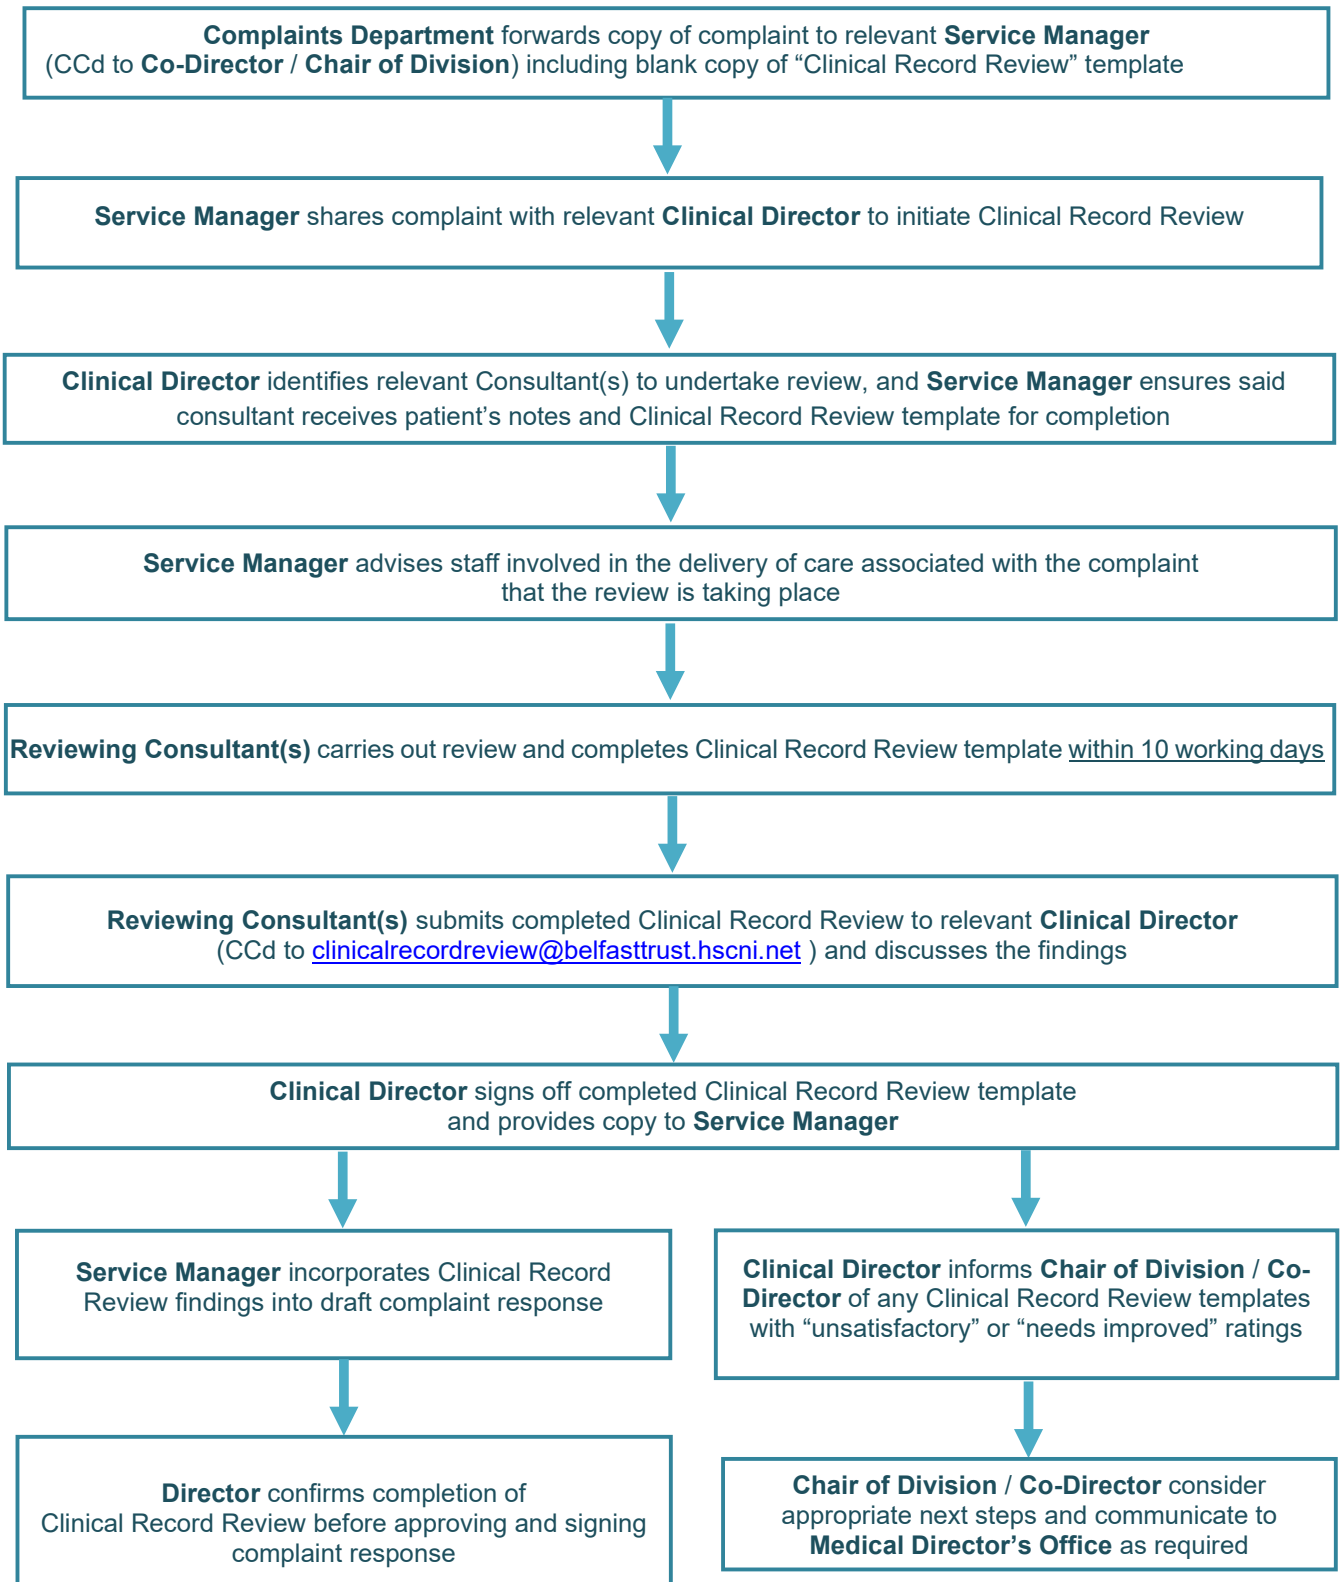 Complaints Department forwards copy of complaint to relevant Service Manager
(CCd to Co-Director / Chair of Division) including blank copy of “Clinical Record Review” template
Service Manager shares complaint with relevant Clinical Director to initiate Clinical Record Review
Clinical Director identifies relevant Consultant(s) to undertake review, and Service Manager ensures said
consultant receives patient’s notes and Clinical Record Review template for completion
Service Manager advises staff involved in the delivery of care associated with the complaint
that the review is taking place
Reviewing Consultant(s) carries out review and completes Clinical Record Review template within 10 working days
Reviewing Consultant(s) submits completed Clinical Record Review to relevant Clinical Director
(CCd to clinicalrecordreview@belfasttrust.hscni.net ) and discusses the findings
Clinical Director signs off completed Clinical Record Review template
and provides copy to Service Manager
Service Manager incorporates Clinical Record
Review findings into draft complaint response
Clinical Director informs Chair of Division / Co-
Director of any Clinical Record Review templates
with “unsatisfactory” or “needs improved” ratings
Director confirms completion of
Clinical Record Review before approving and signing
complaint response
Chair of Division / Co-Director consider
appropriate next steps and communicate to
Medical Director’s Office as required